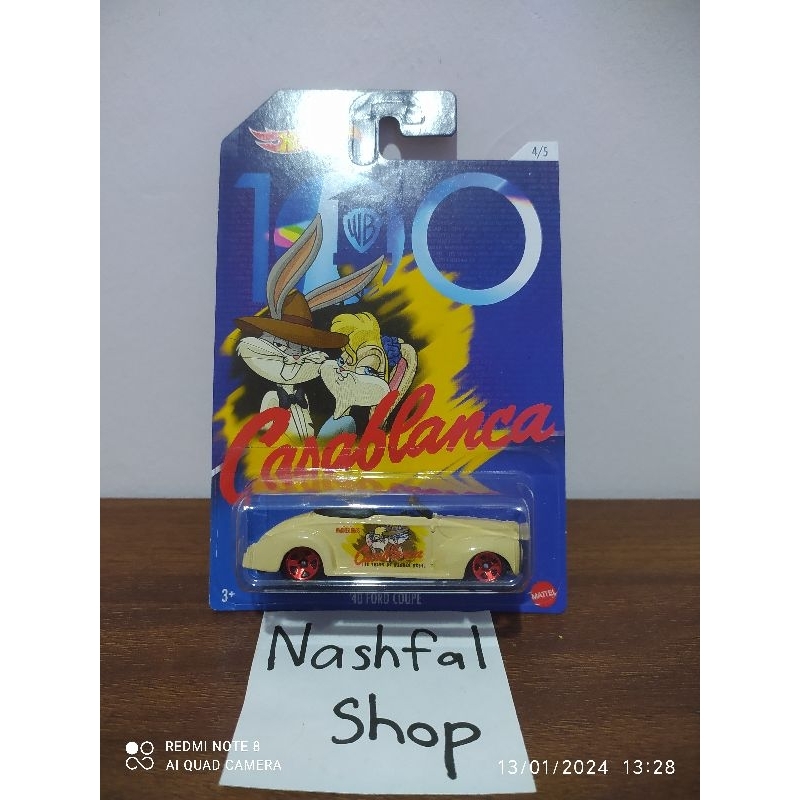 4/5
100
WB
Casablanca
Casablanca
3+
'40 FORD COUPE
MATTEL
Nashfal
Shop
REDMI NOTE 8
AI QUAD CAMERA
13/01/2024 13:28